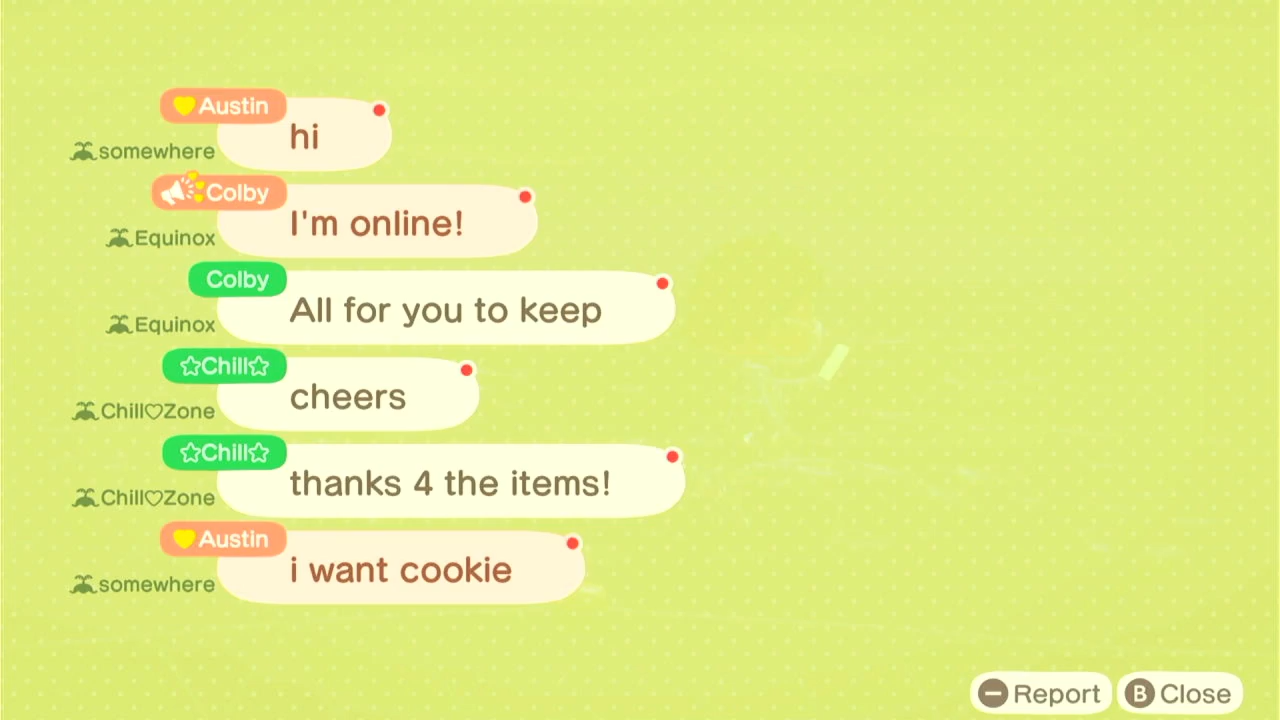 Austin
hi
somewhere
Colby
I'm online!
Equinox
Colby
All for you to keep
Equinox
☆Chill☆
cheers
Chill♡Zone
☆Chill☆
thanks 4 the items!
Chill♡Zone
Austin
i want cookie
somewhere
Report
B Close